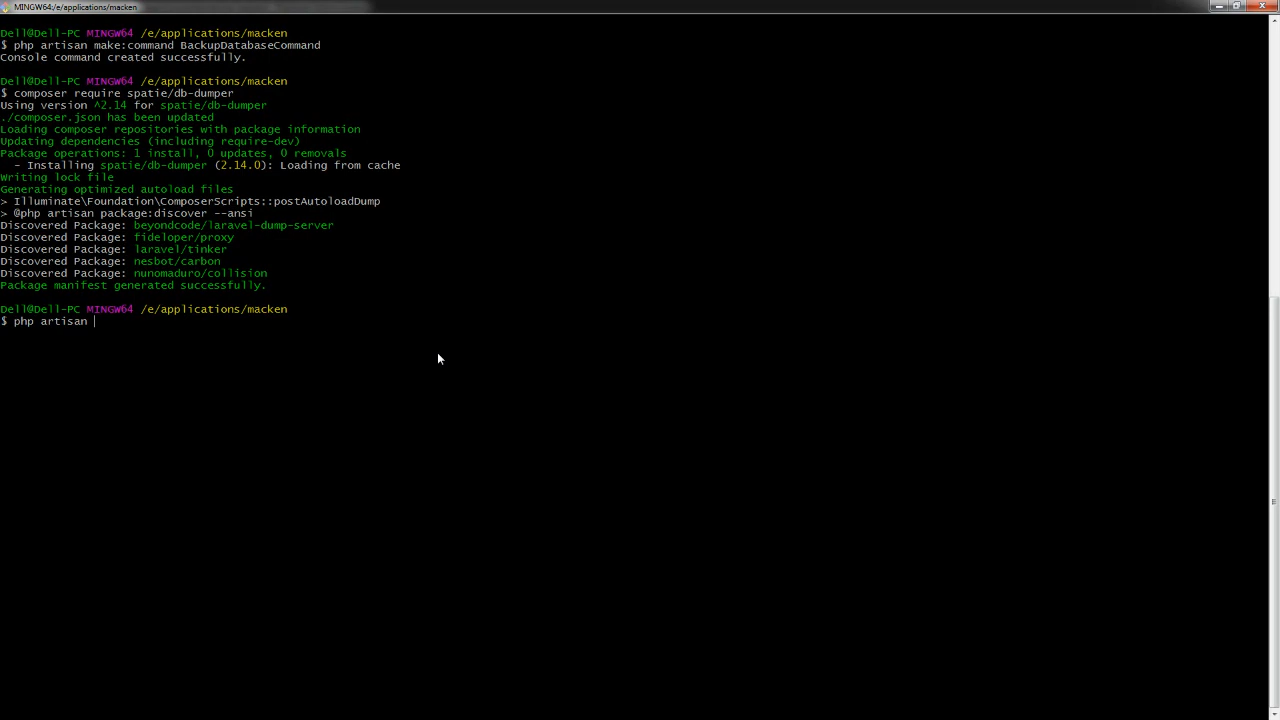 MINGW64:/e/applications/macken
Dell@Dell-PC MINGW64 /e/applications/macken
$ php artisan make:command BackupDatabaseCommand
Console command created successfully.
Dell@Dell-PC MINGW64 /e/applications/macken
$ composer require spatie/db-dumper
Using version ^2.14 for spatie/db-dumper
./composer.json has been updated
Loading composer repositories with package information
Updating dependencies (including require-dev)
Package operations: 1 install, 0 updates, 0 removals
- Installing spatie/db-dumper (2.14.0): Loading from cache
Writing lock file
Generating optimized autoload files
> Illuminate\Foundation\ComposerScripts::postAutoloadDump
> @php artisan package:discover --ansi
Discovered Package: beyondcode/laravel-dump-server
Discovered Package: fideloper/proxy
Discovered Package: laravel/tinker
Discovered Package: nesbot/carbon
Discovered Package: nunomaduro/collision
Package manifest generated successfully.
Dell@Dell-PC MINGW64 /e/applications/macken
$ php artisan